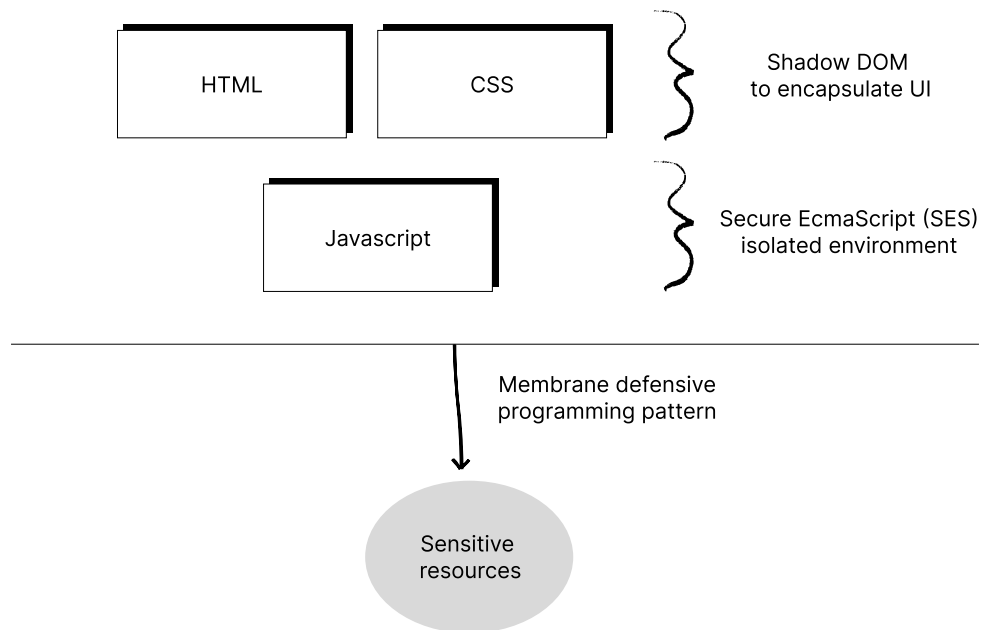 HTML
CSS
Shadow DOM
to encapsulate UI
Javascript
Secure EcmaScript (SES)
isolated environment
Membrane defensive
programming pattern
Sensitive
resources